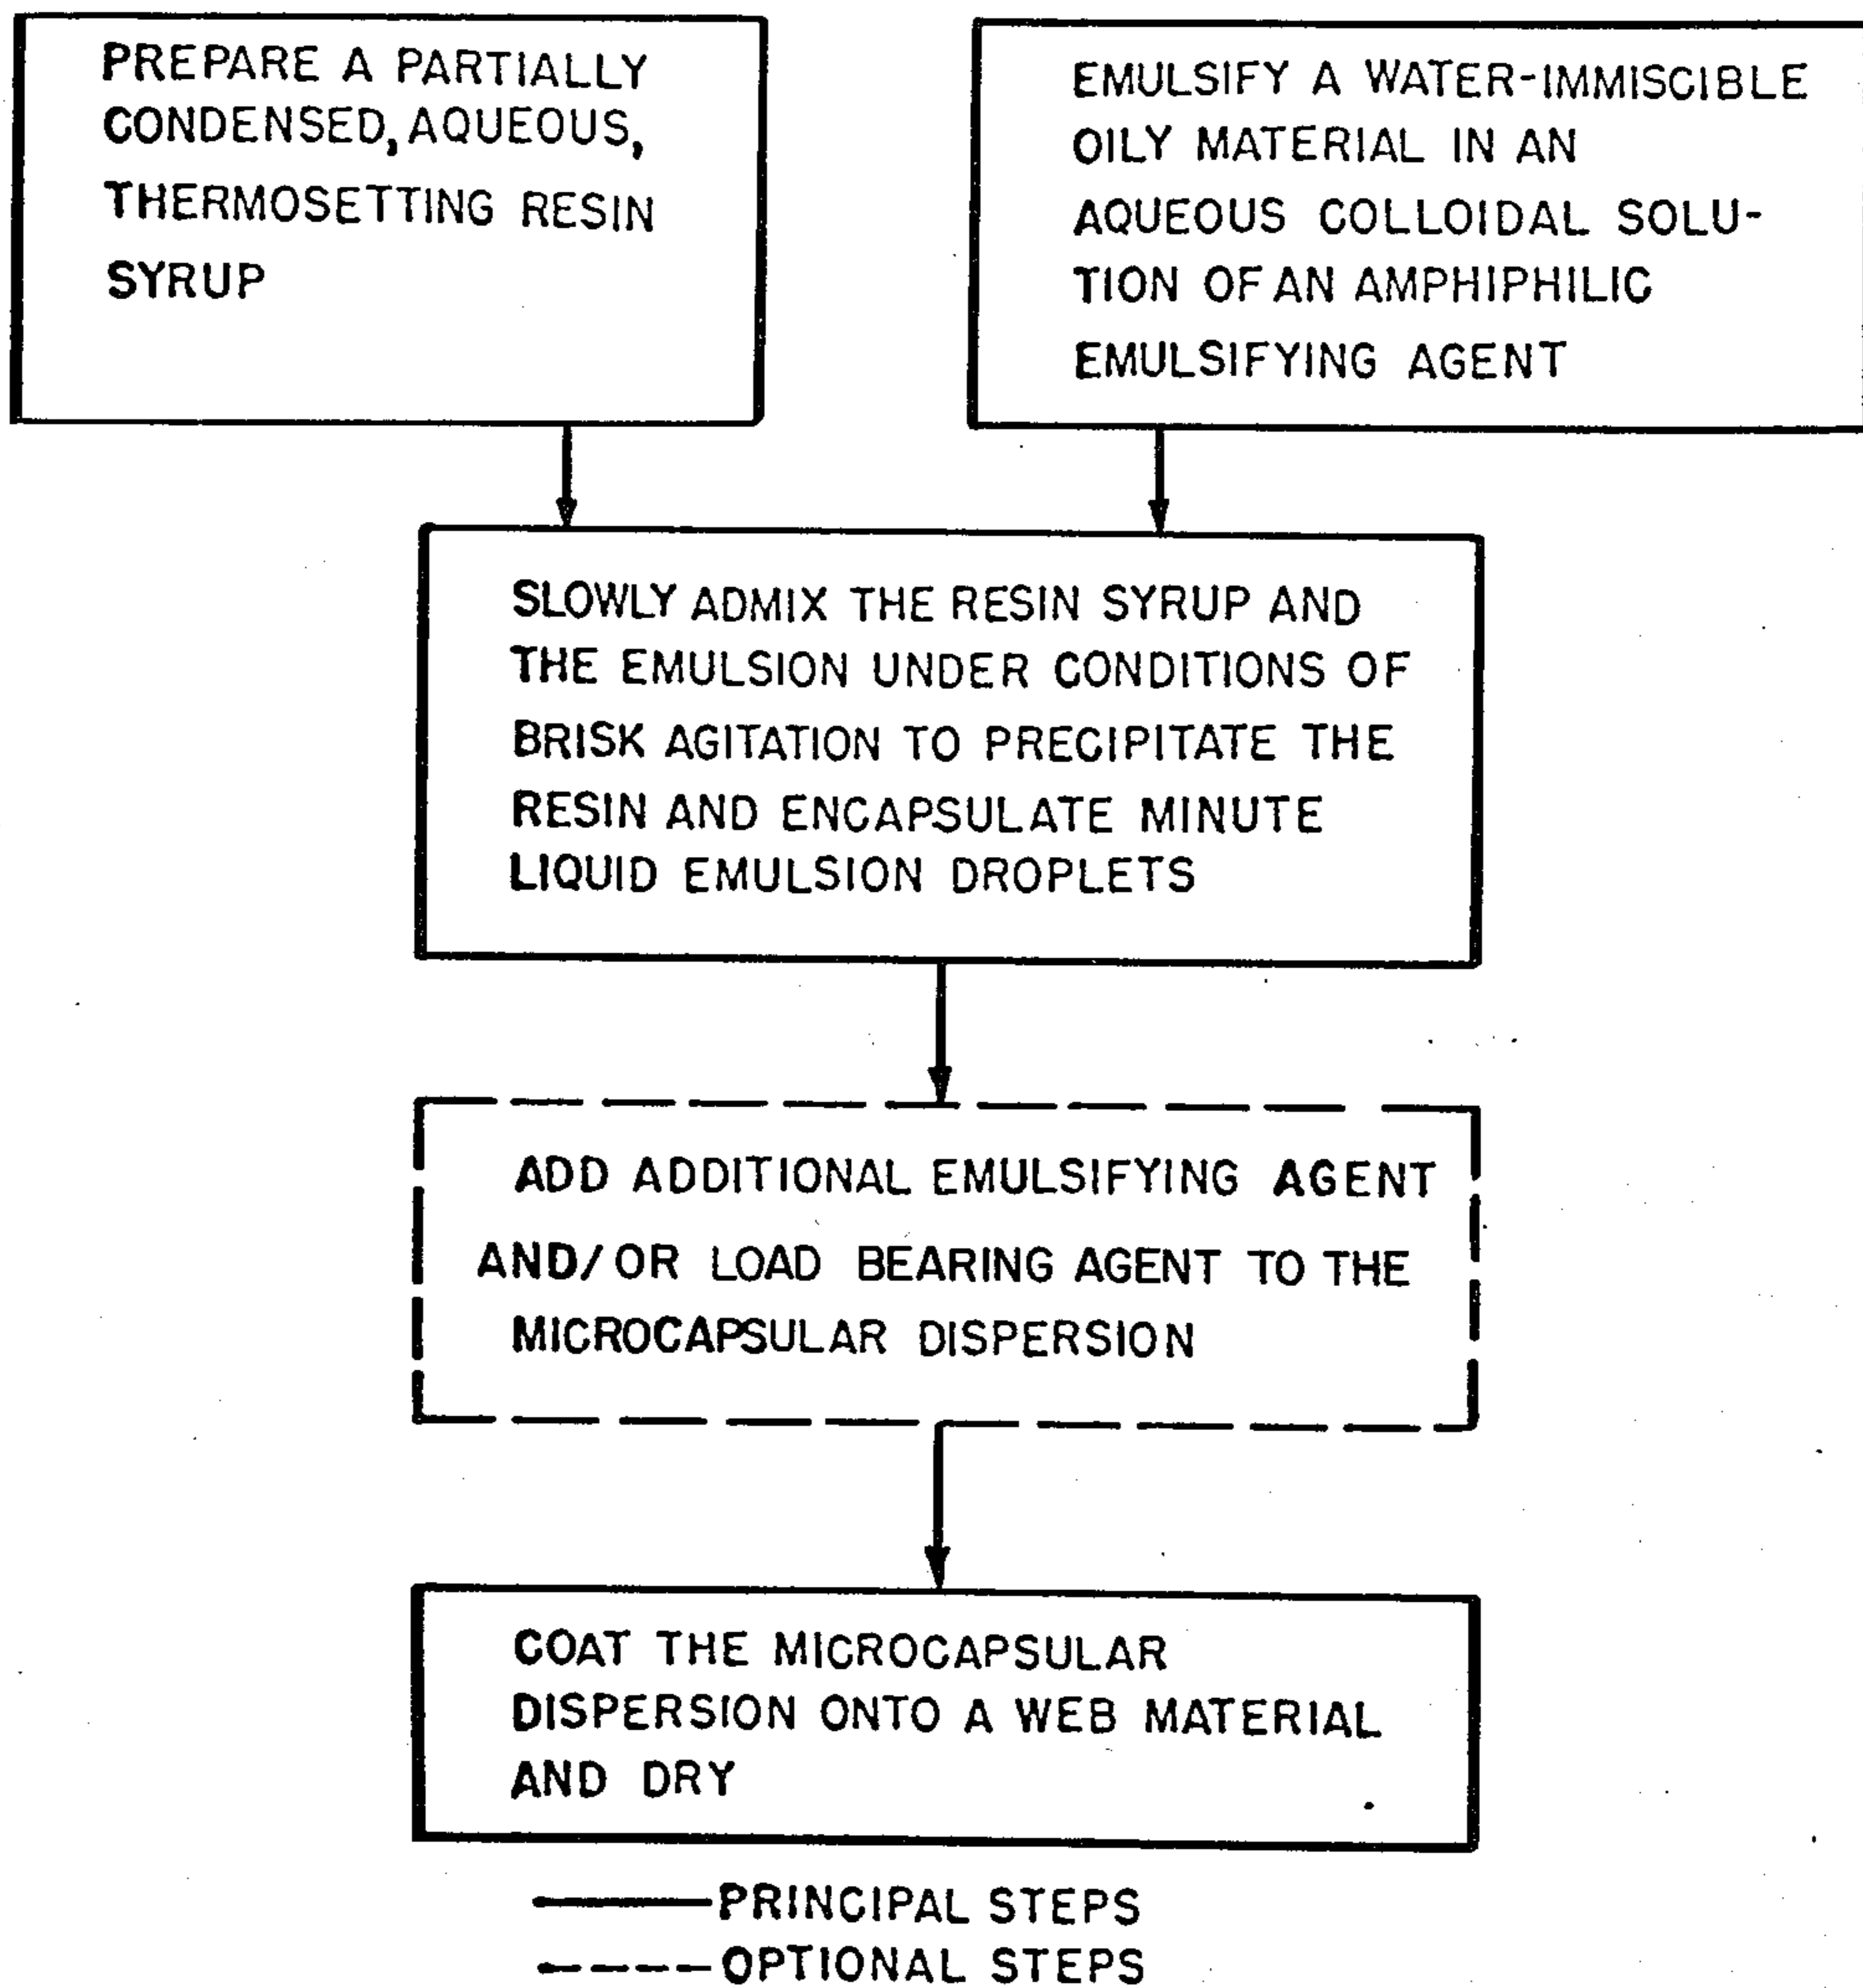 PREPARE A PARTIALLY
CONDENSED, AQUEOUS,
THERMOSETTING RESIN
SYRUP
EMULSIFY A WATER-IMMISCIBLE
OILY MATERIAL IN AN
AQUEOUS COLLOIDAL SOLU-
TION OF AN AMPHIPHILIC
EMULSIFYING AGENT
SLOWLY ADMIX THE RESIN SYRUP AND
THE EMULSION UNDER CONDITIONS OF
BRISK AGITATION TO PRECIPITATE THE
RESIN AND ENCAPSULATE MINUTE
LIQUID EMULSION DROPLETS
ADD ADDITIONAL EMULSIFYING AGENT
AND/OR LOAD BEARING AGENT TO THE
MICROCAPSULAR DISPERSION
COAT THE MICROCAPSULAR
DISPERSION ONTO A WEB MATERIAL
AND DRY
PRINCIPAL STEPS
OPTIONAL STEPS